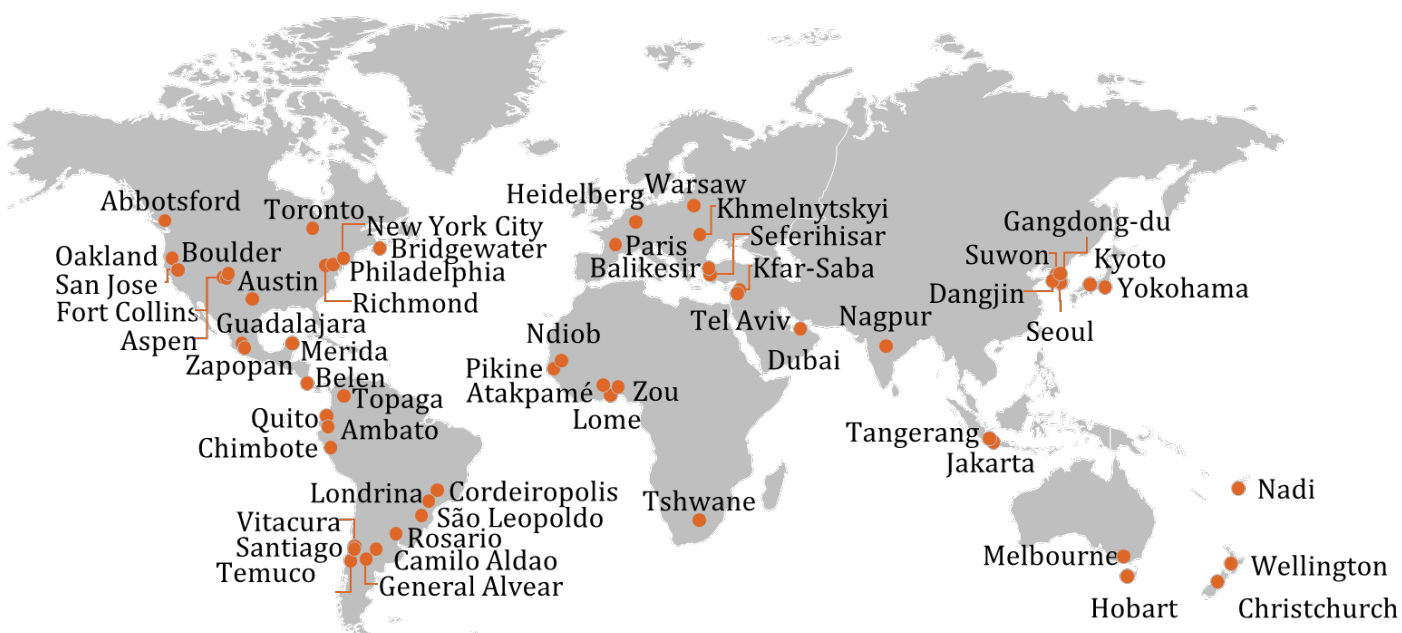 Abbotsford
Toronto
New York City
Bridgewater
Oakland
Boulder
San Jose
Austin
Philadelphia
Fort Collins
Richmond
Aspen
Guadalajara
Zapopan
Merida
Belen
Topaga
Quito
Ambato
Chimbote
Londrina
Cordeiropolis
São Leopoldo
Vitacura
Santiago
Rosario
Temuco
Camilo Aldao
General Alvear
Heidelberg
Warsaw
Khmelnytskyi
Paris
Seferihisar
Balikesir
Kfar-Saba
Tel Aviv
Dubai
Nagpur
Ndiob
Pikine
Atakpamé
Zou
Lome
Tshwane
Gangdong-du
Suwon
Kyoto
Dangjin
Yokohama
Seoul
Tangerang
Jakarta
Nadi
Melbourne
Hobart
Wellington
Christchurch